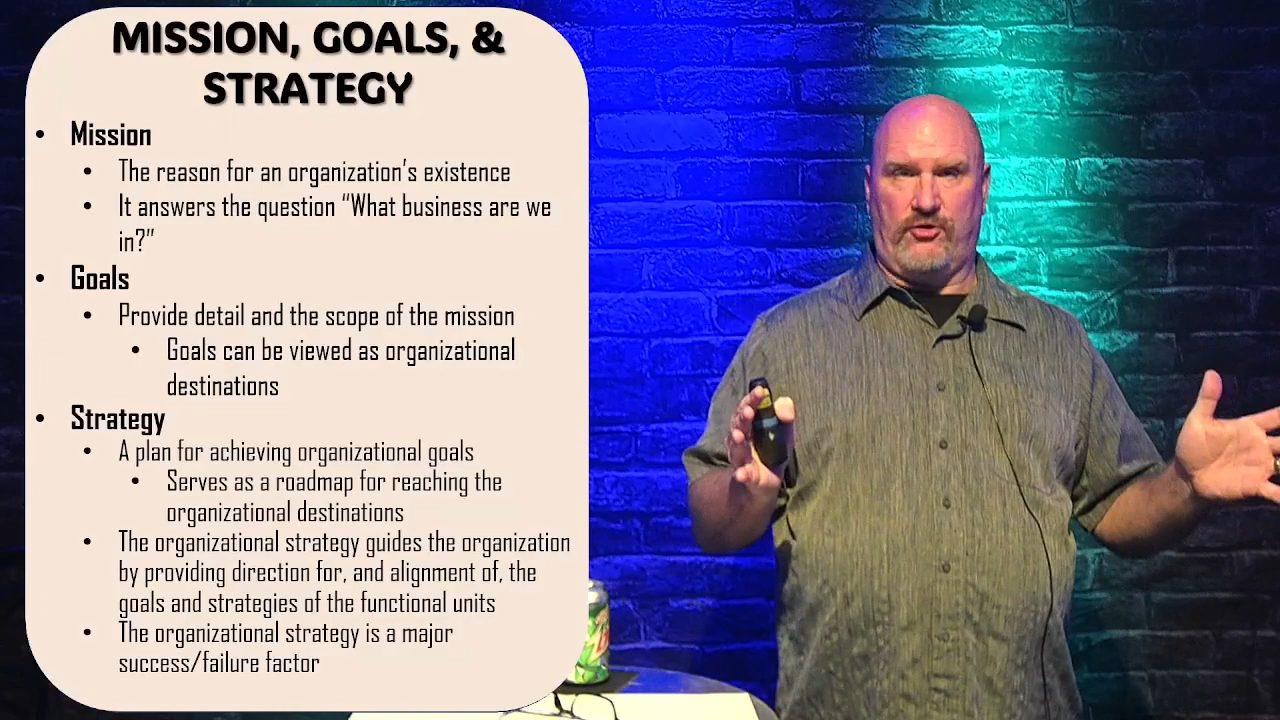 MISSION, GOALS, &
STRATEGY
• Mission
• The reason for an organization's existence
• It answers the question “What business are we
in?”
• Goals
• Provide detail and the scope of the mission
• Goals can be viewed as organizational
destinations
• Strategy
• A plan for achieving organizational goals
• Serves as a roadmap for reaching the
organizational destinations
• The organizational strategy guides the organization
by providing direction for, and alignment of, the
goals and strategies of the functional units
• The organizational strategy is a major
success/failure factor